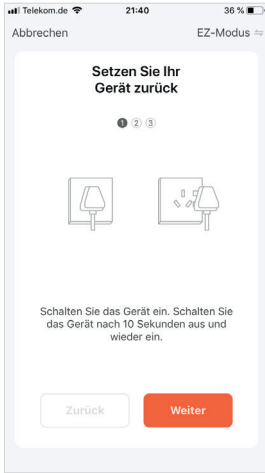 Telekom.de 21:40 36 %
Abbrechen EZ-Modus
Setzen Sie Ihr
Gerät zurück
1 2 3
Schalten Sie das Gerät ein. Schalten Sie
das Gerät nach 10 Sekunden aus und
wieder ein.
Zurück Weiter